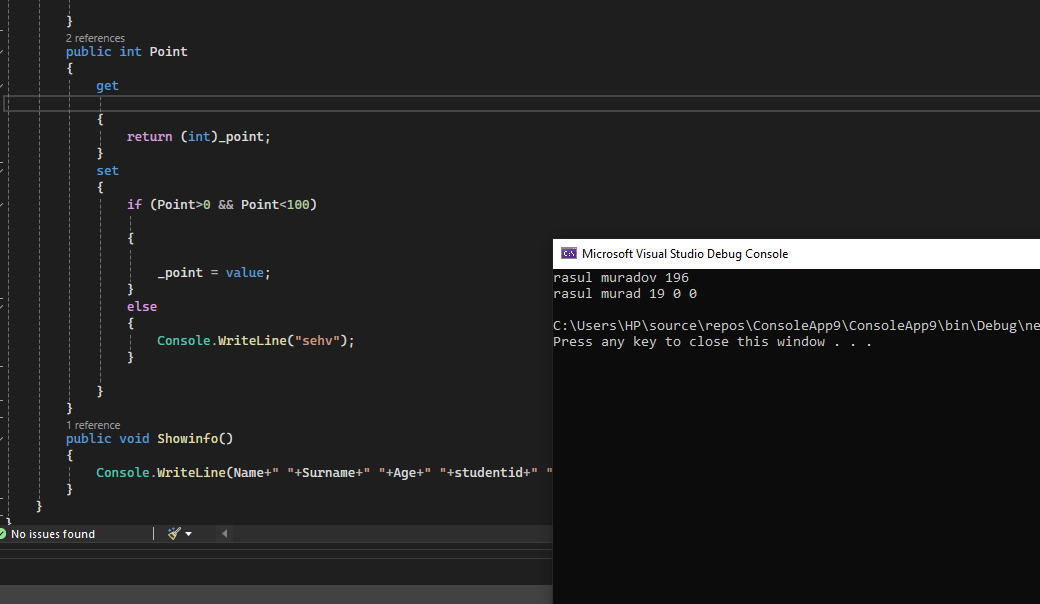 }
2 references
public int Point
{
get
{
return (int)_point;
}
set
{
if (Point>0 && Point<100)
{
_point = value;
}
else
{
Console.WriteLine("sehv");
}
}
}
1 reference
public void Showinfo()
{
Console.WriteLine(Name+" "+Surname+" "+Age+" "+studentid+" "
}
}
}
No issues found
Microsoft Visual Studio Debug Console
rasul muradov 196
rasul murad 19 0 0
C:\Users\HP\source\repos\ConsoleApp9\ConsoleApp9\bin\Debug\ne
Press any key to close this window . . .